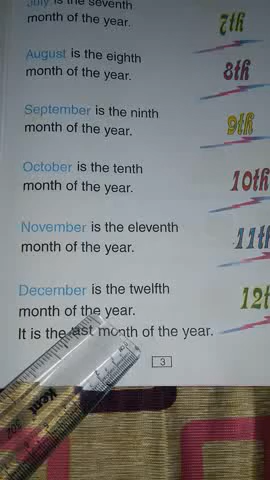 July is the seventh
month of the year.
7th
August is the eighth
month of the year.
8th
September is the ninth
month of the year.
9th
October is the tenth
month of the year.
10th
November is the eleventh
month of the year.
11th
December is the twelfth
month of the year.
12t
It is the last month of the year.
3
Kent